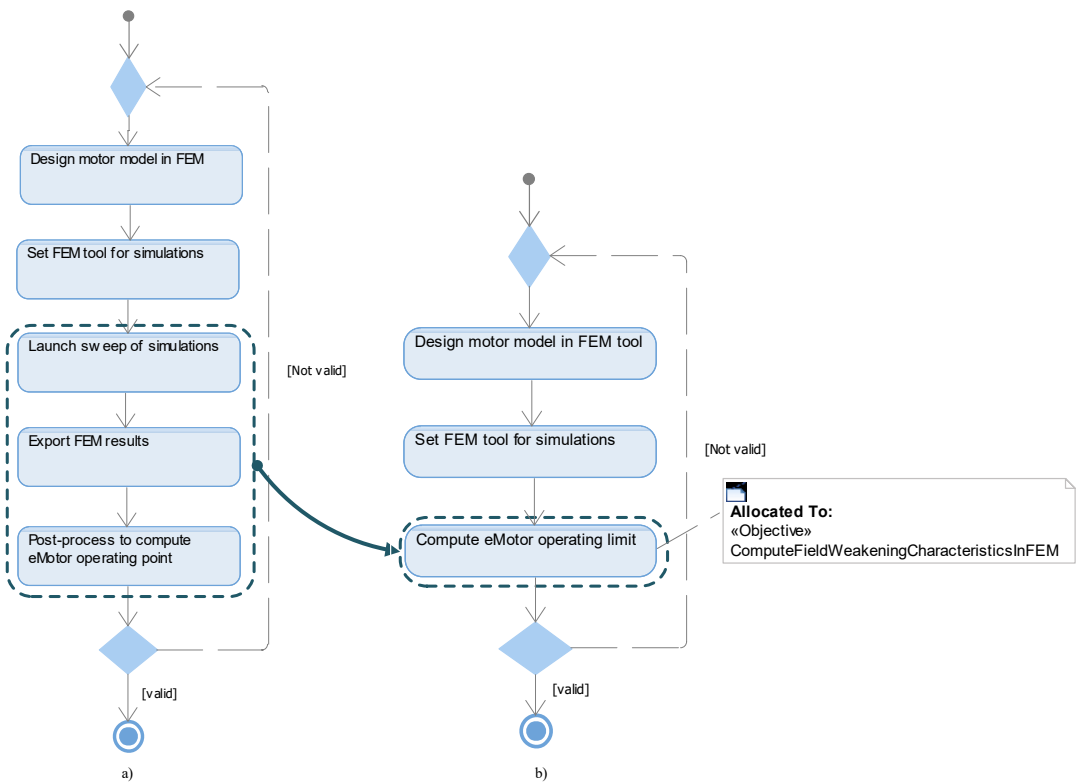 Design motor model in FEM
Set FEM tool for simulations
Launch sweep of simulations
Export FEM results
Post-process to compute
eMotor operating point
[Not valid]
[valid]
a)
Design motor model in FEM tool
Set FEM tool for simulations
Compute eMotor operating limit
[Not valid]
[valid]
b)
Allocated To:
«Objective»
ComputeFieldWeakeningCharacteristicsInFEM